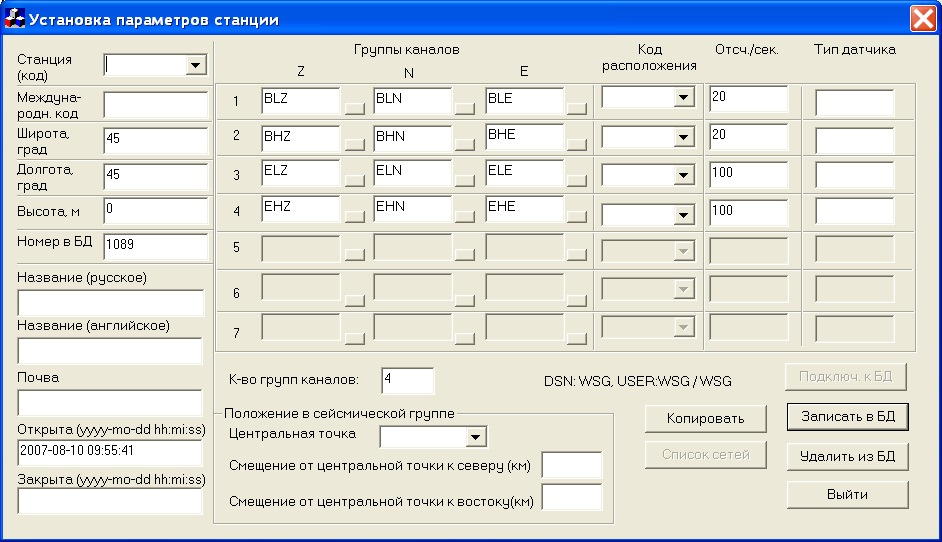 Установка параметров станции
Группы каналов
Код
расположения
Отсч./сек.
Тип датчика
Z
N
E
Станция
(код)
Междуна-
родн. код
Широта,
град
45
Долгота,
град
45
Высота, м
0
Номер в БД
1089
Название (русское)
Название (английское)
Почва
Открыта (yyyy-mo-dd hh:mi:ss)
2007-08-10 09:55:41
Закрыта (yyyy-mo-dd hh:mi:ss)
1 BLZ BLN BLE 20
2 BHZ BHN BHE 20
3 ELZ ELN ELE 100
4 EHZ EHN EHE 100
5
6
7
К-во групп каналов: 4
DSN: WSG, USER:WSG / WSG
Положение в сейсмической группе
Центральная точка
Смещение от центральной точки к северу (км)
Смещение от центральной точки к востоку(км)
Копировать
Список сетей
Подключ. к БД
Записать в БД
Удалить из БД
Выйти